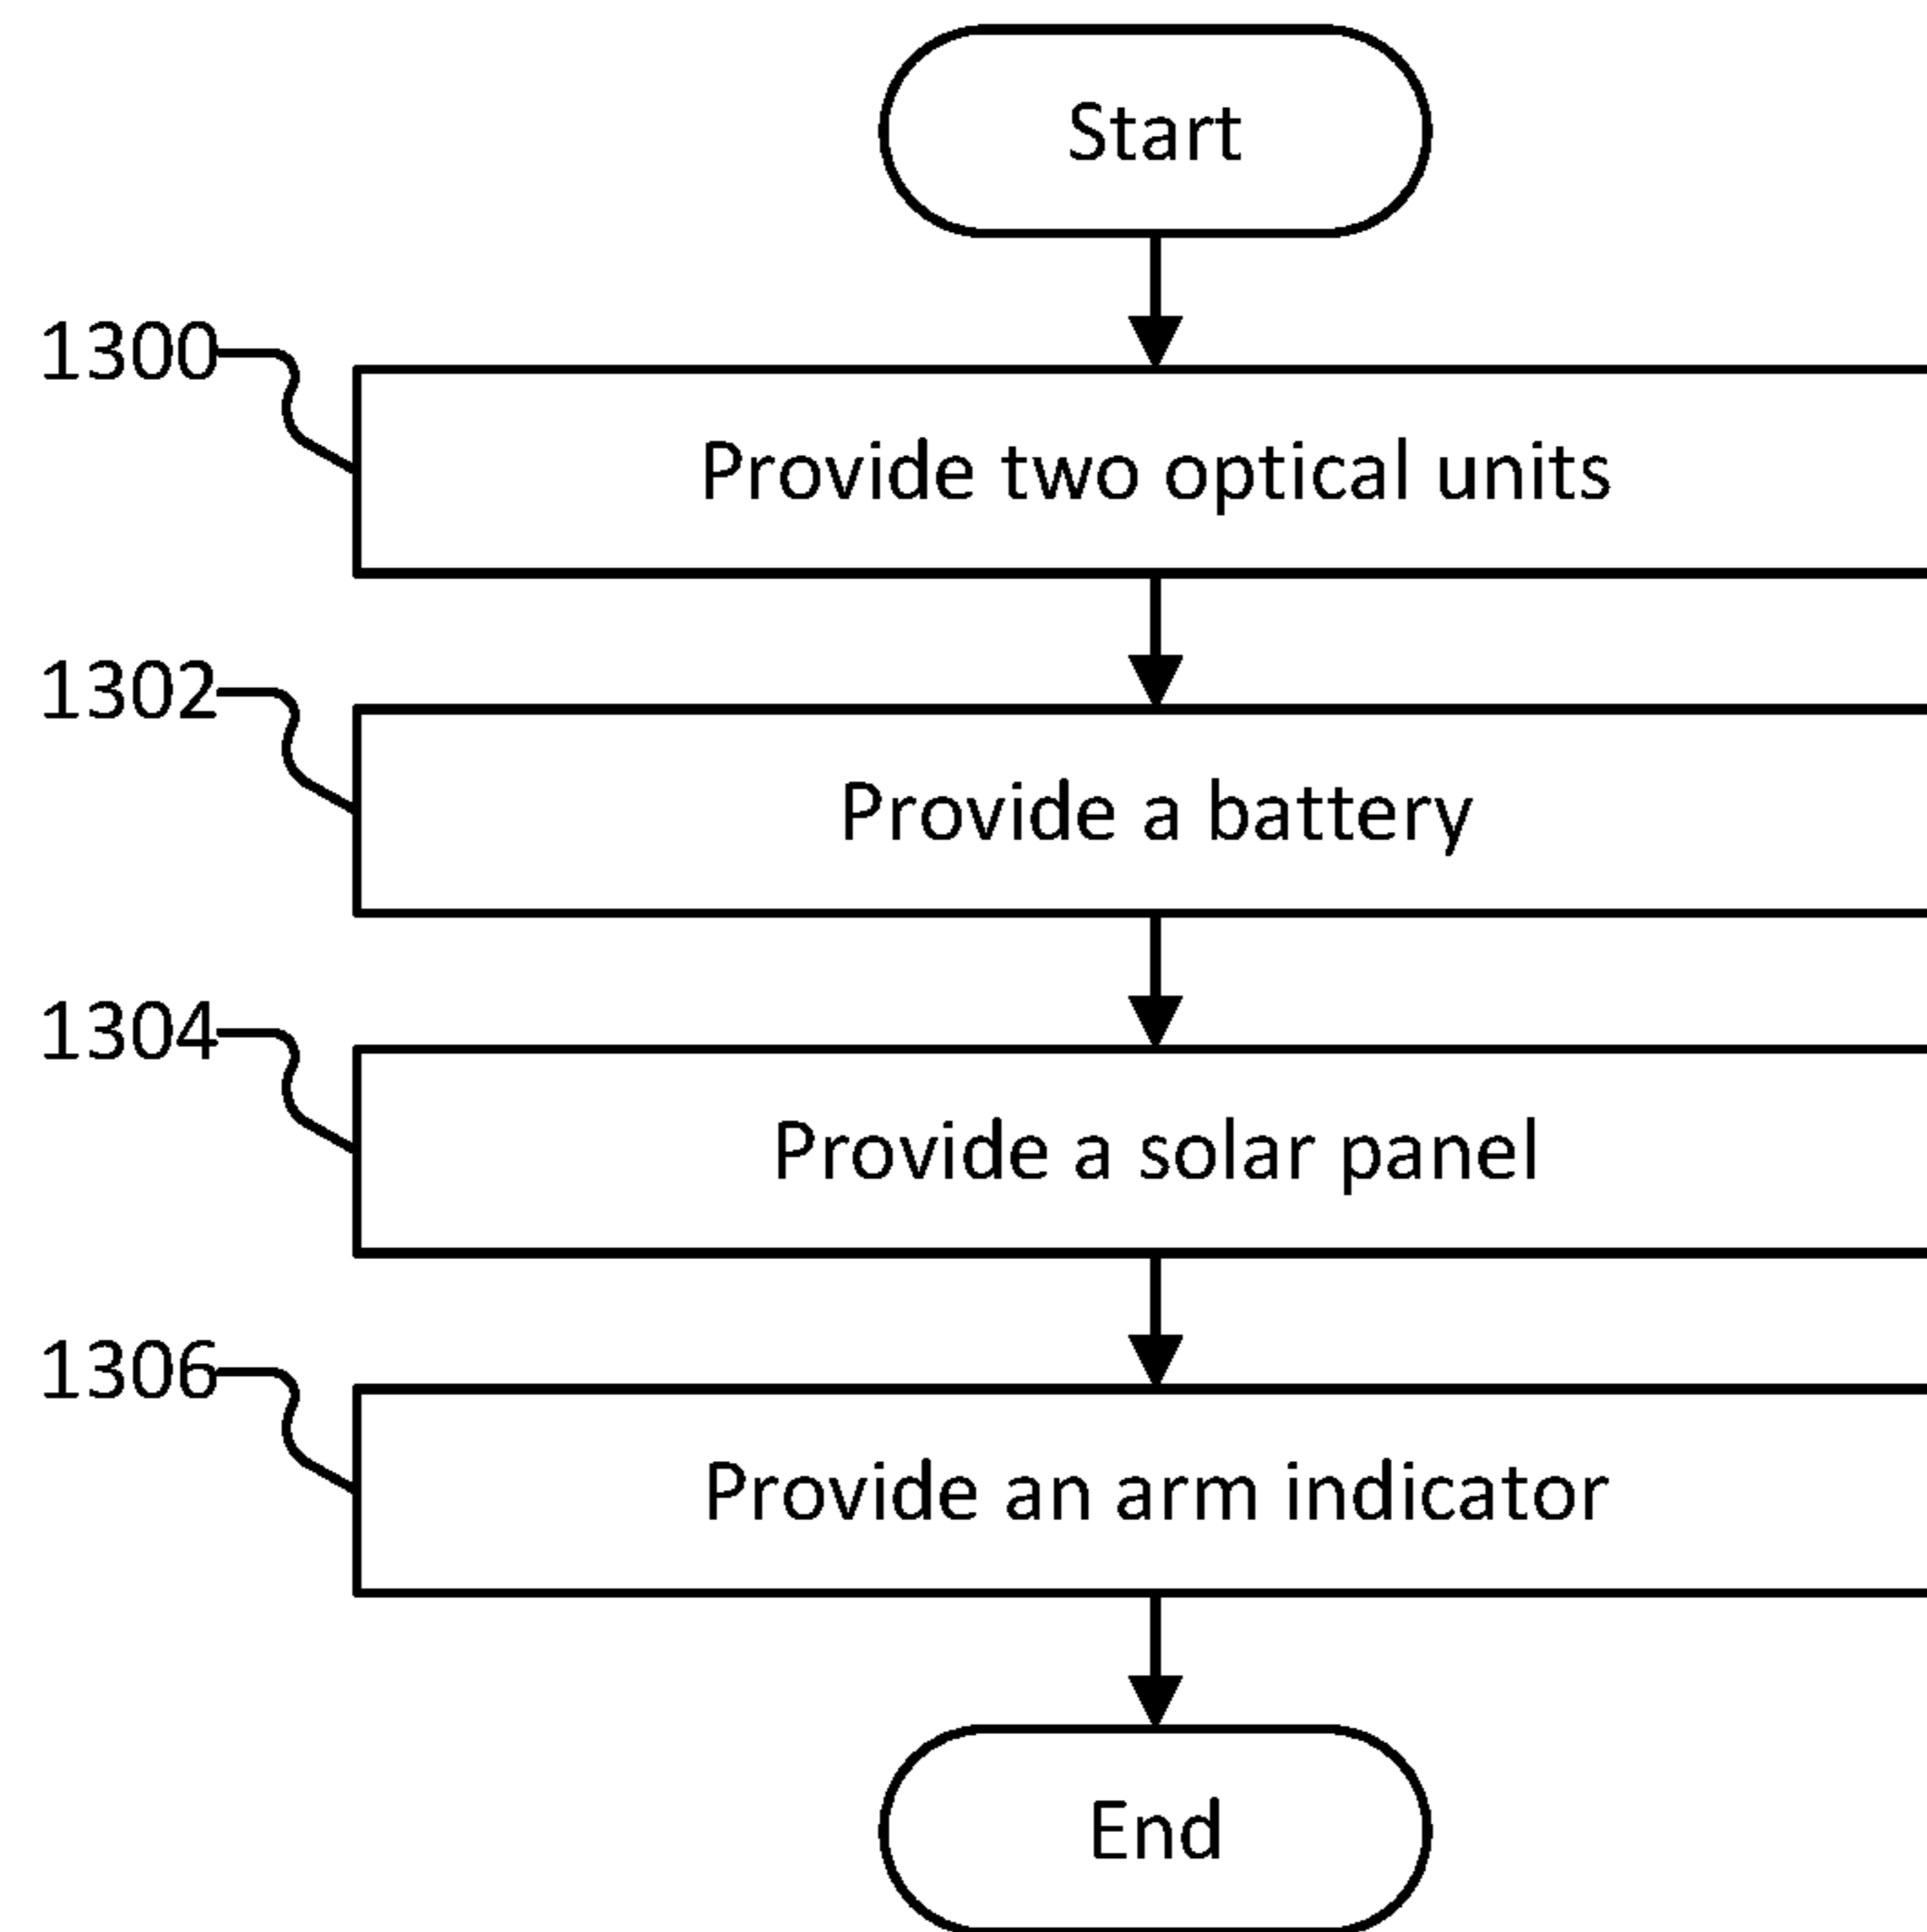 Start
1300
Provide two optical units
1302
Provide a battery
1304
Provide a solar panel
1306
Provide an arm indicator
End